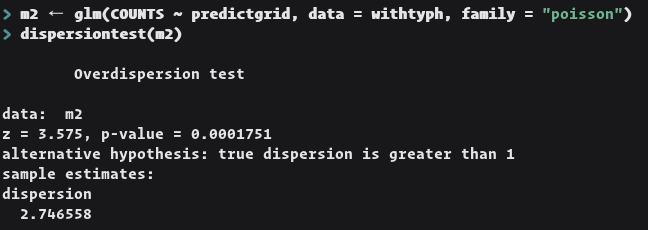 ❯ m2 ← glm(COUNTS ~ predictgrid, data = withtyph, family = "poisson")
❯ dispersiontest(m2)
Overdispersion test
data:  m2
z = 3.575, p-value = 0.0001751
alternative hypothesis: true dispersion is greater than 1
sample estimates:
dispersion
2.746558